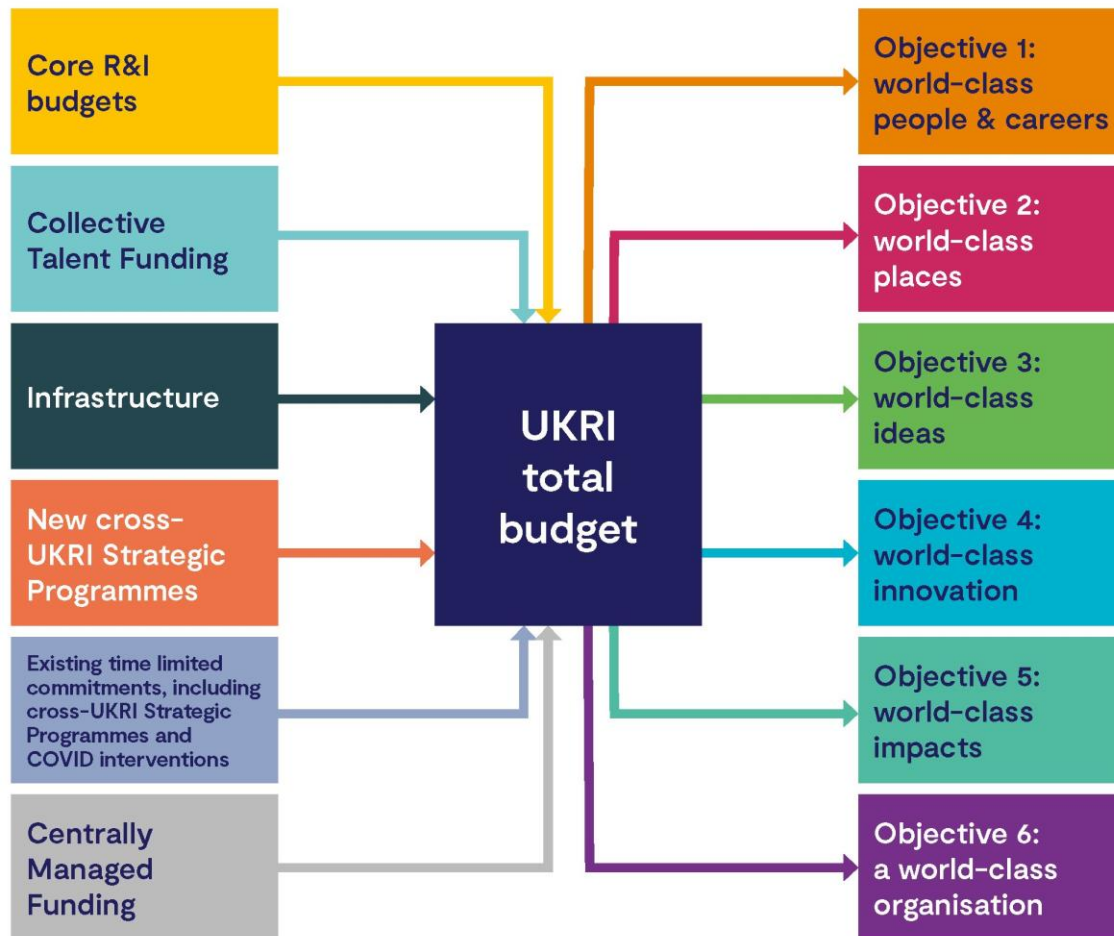 Core R&I
budgets
Collective
Talent Funding
Infrastructure
New cross-
UKRI Strategic
Programmes
Existing time limited
commitments, including
cross-UKRI Strategic
Programmes and
COVID interventions
Centrally
Managed
Funding
UKRI
total
budget
Objective 1:
world-class
people & careers
Objective 2:
world-class
places
Objective 3:
world-class
ideas
Objective 4:
world-class
innovation
Objective 5:
world-class
impacts
Objective 6:
a world-class
organisation